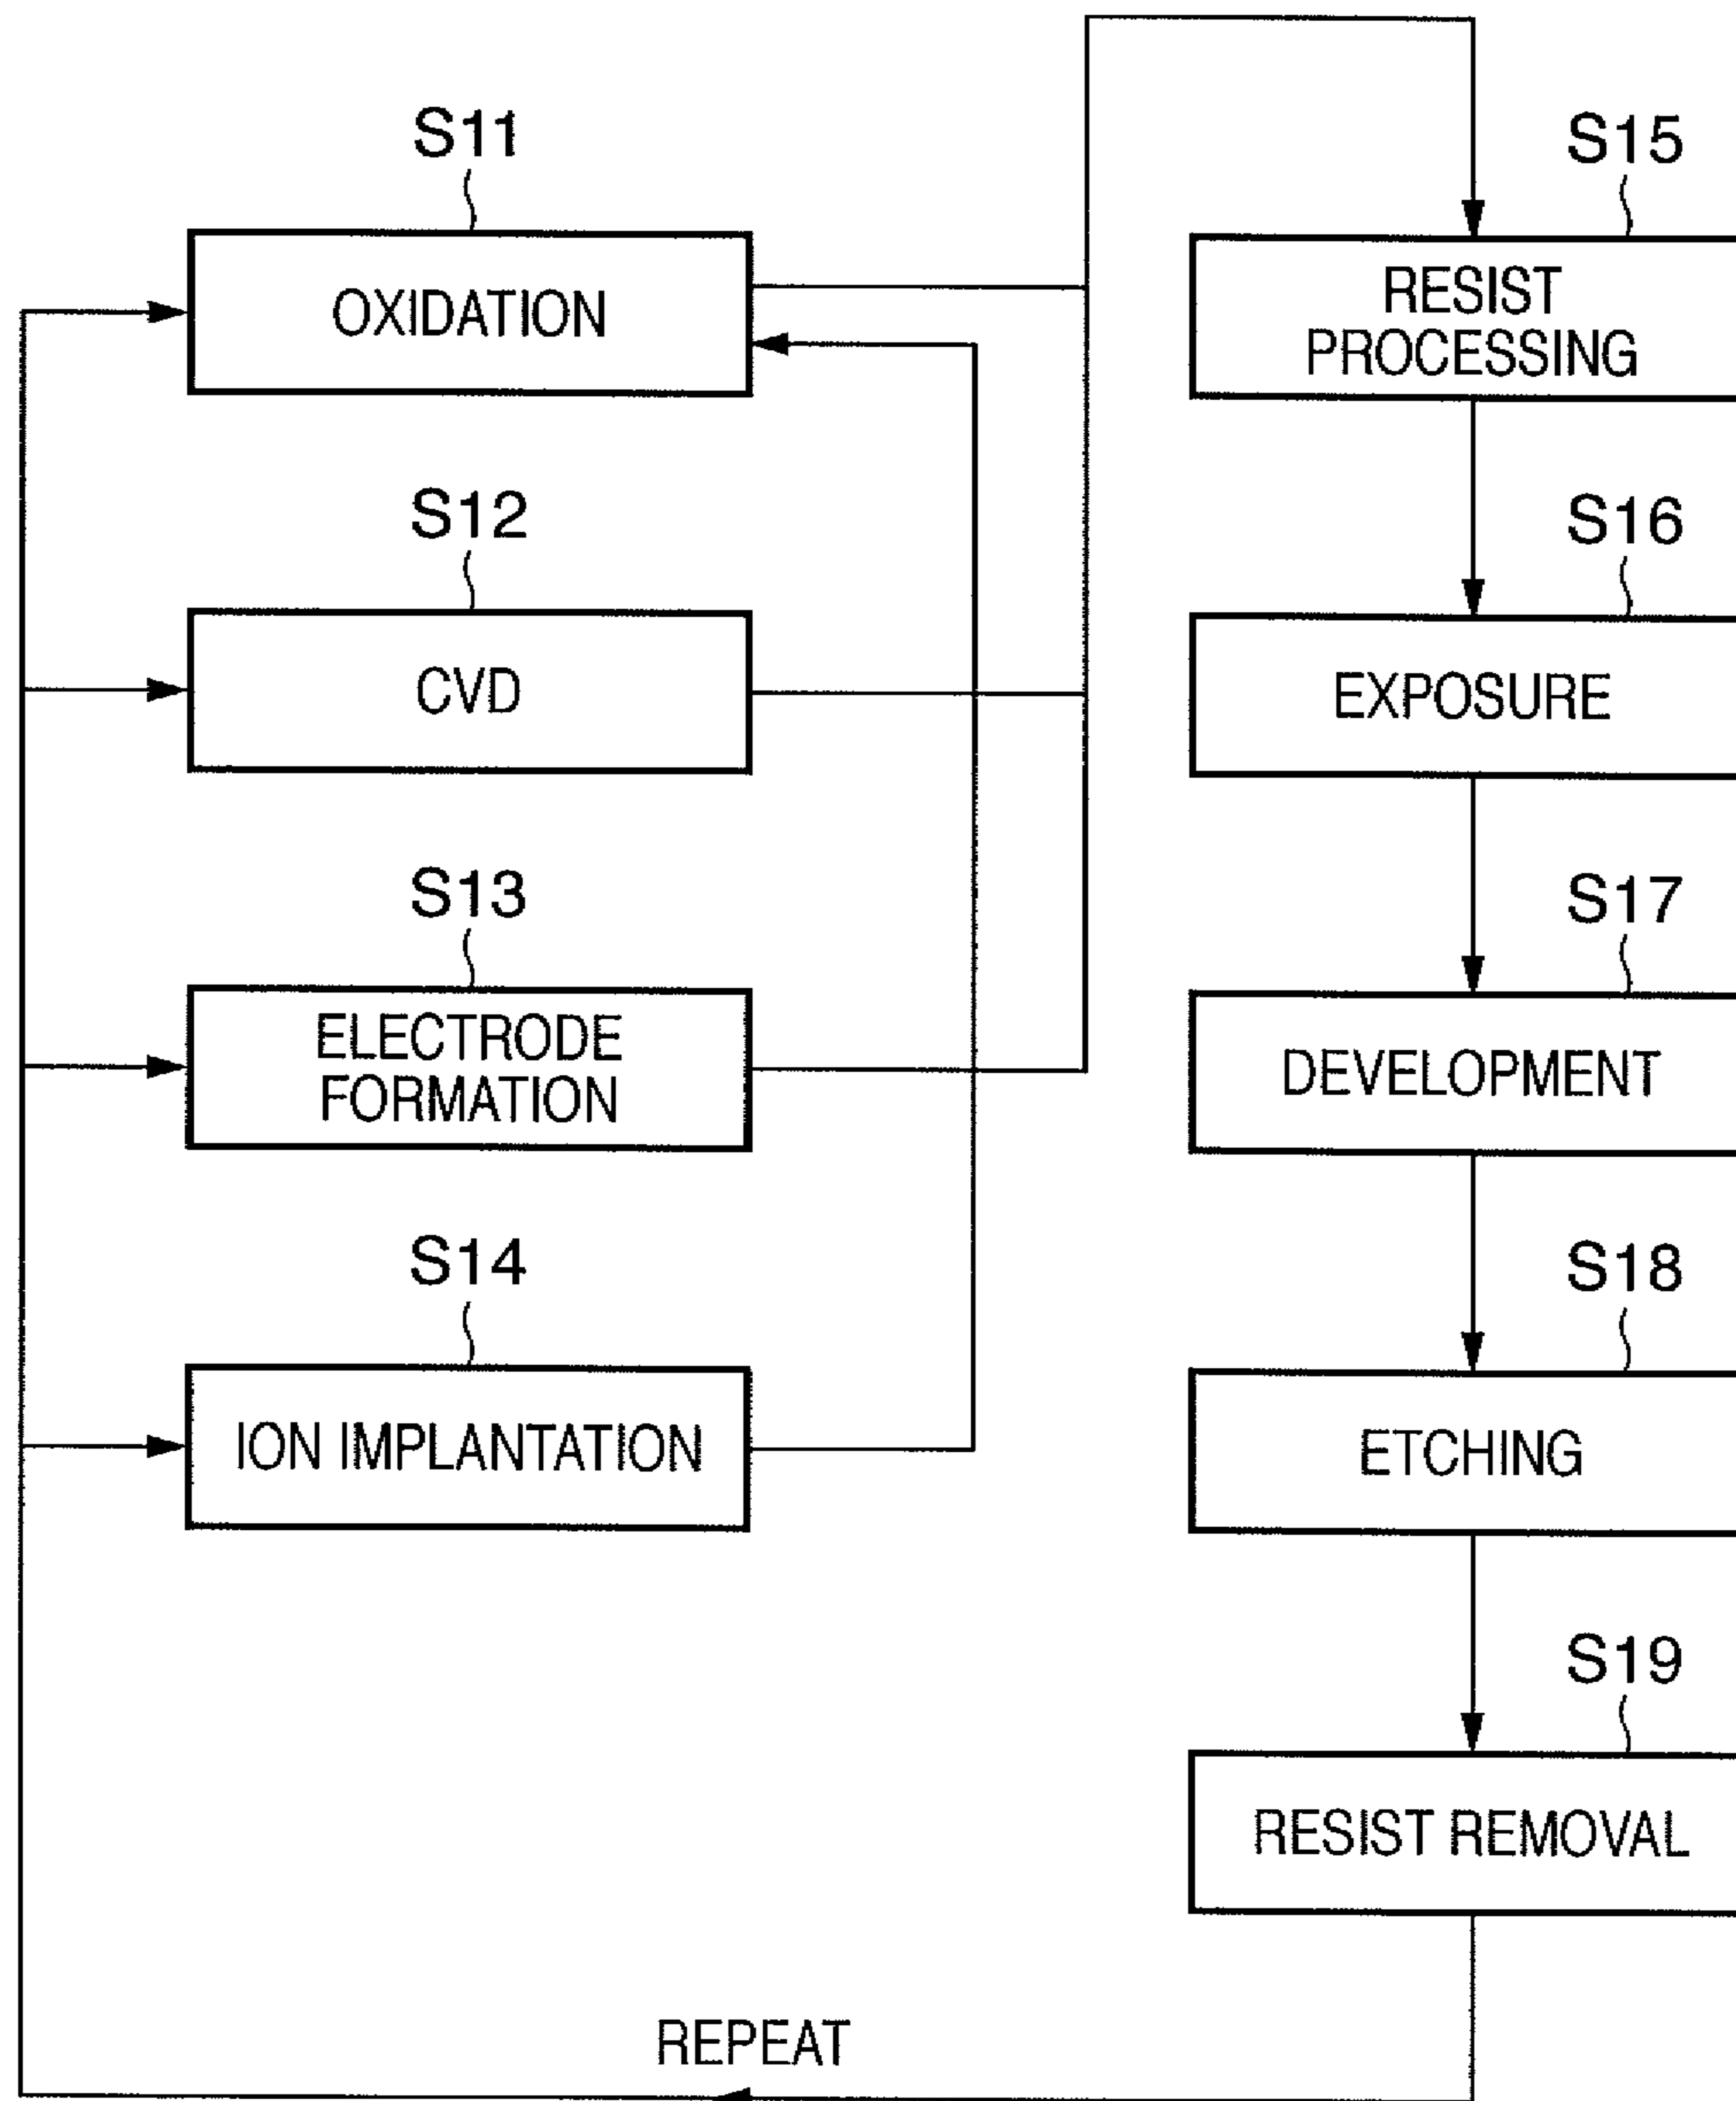 S11
OXIDATION
S12
CVD
S13
ELECTRODE
FORMATION
S14
ION IMPLANTATION
S15
RESIST
PROCESSING
S16
EXPOSURE
S17
DEVELOPMENT
S18
ETCHING
S19
RESIST REMOVAL
REPEAT